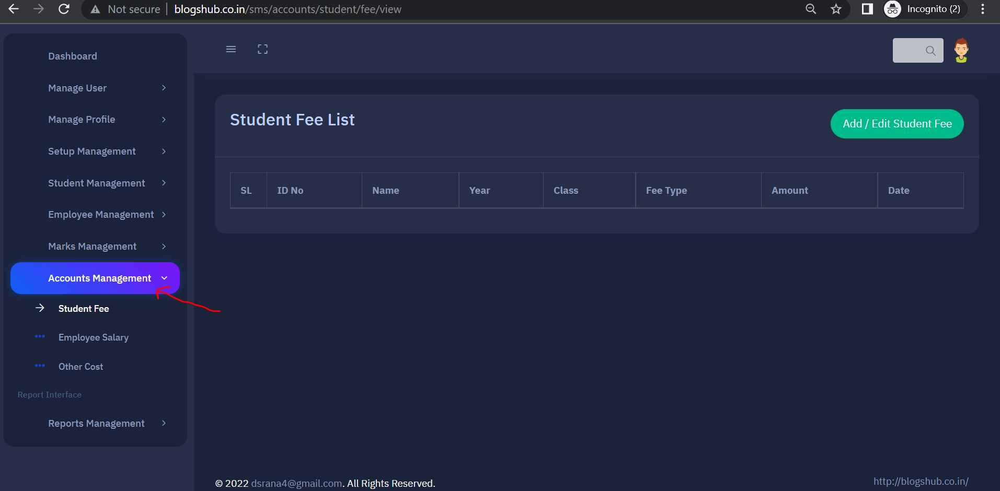 Not secure blogshub.co.in/sms/accounts/student/fee/view Incognito (2)
Dashboard
Manage User
Manage Profile
Setup Management
Student Management
Employee Management
Marks Management
Accounts Management
Student Fee
Employee Salary
Other Cost
Report Interface
Reports Management
Student Fee List
Add / Edit Student Fee
SL ID No Name Year Class Fee Type Amount Date
© 2022 dsrana4@gmail.com. All Rights Reserved.
http://blogshub.co.in/